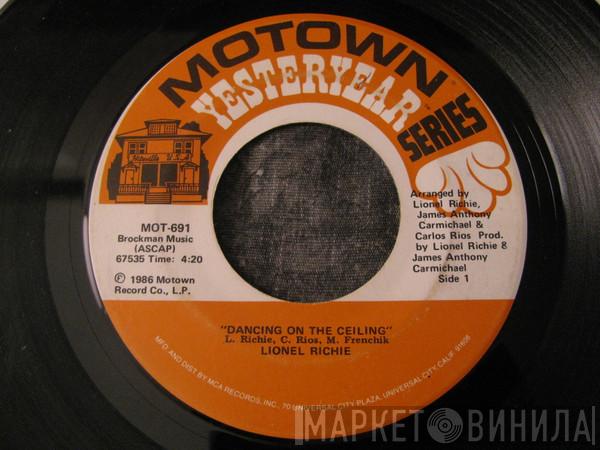 MOTOWN
YESTERYEAR
SERIES
MOT-691
Brockman Music
(ASCAP)
67535 Time: 4:20
Ⓟ 1986 Motown
Record Co., L.P.
Arranged by
Lionel Richie,
James Anthony
Carmichael &
Carlos Rios Prod.
by Lionel Richie &
James Anthony
Carmichael
Side 1
"DANCING ON THE CEILING"
L. Richie, C. Rios, M. Frenchik
LIONEL RICHIE
MFD. AND DIST. BY MCA RECORDS, INC., 70 UNIVERSAL CITY PLAZA, UNIVERSAL CITY, CALIF. 91608
МАРКЕТ ВИНИЛА